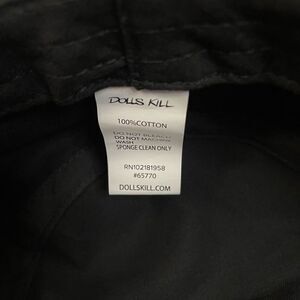 DOLLS KILL
100%COTTON
DO NOT BLEACH
DO NOT MACHINE
WASH
SPONGE CLEAN ONLY
RN102181958
#65770
DOLLSKILL.COM